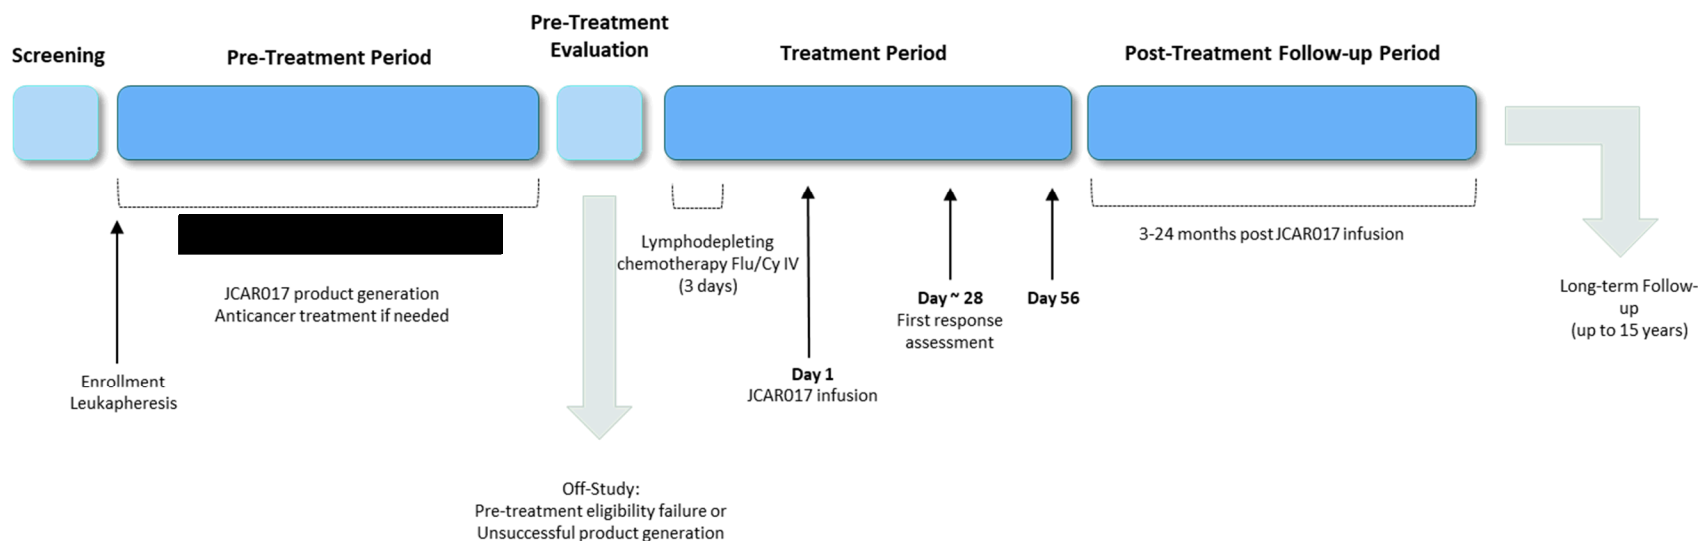 Screening
Pre-Treatment Period
Pre-Treatment
Evaluation
Treatment Period
Post-Treatment Follow-up Period
JCAR017 product generation
Anticancer treatment if needed
Enrollment
Leukapheresis
Off-Study:
Pre-treatment eligibility failure or
Unsuccessful product generation
Lymphodepleting
chemotherapy Flu/Cy IV
(3 days)
Day 1
JCAR017 infusion
Day ~ 28
First response
assessment
Day 56
3-24 months post JCAR017 infusion
Long-term Follow-
up
(up to 15 years)